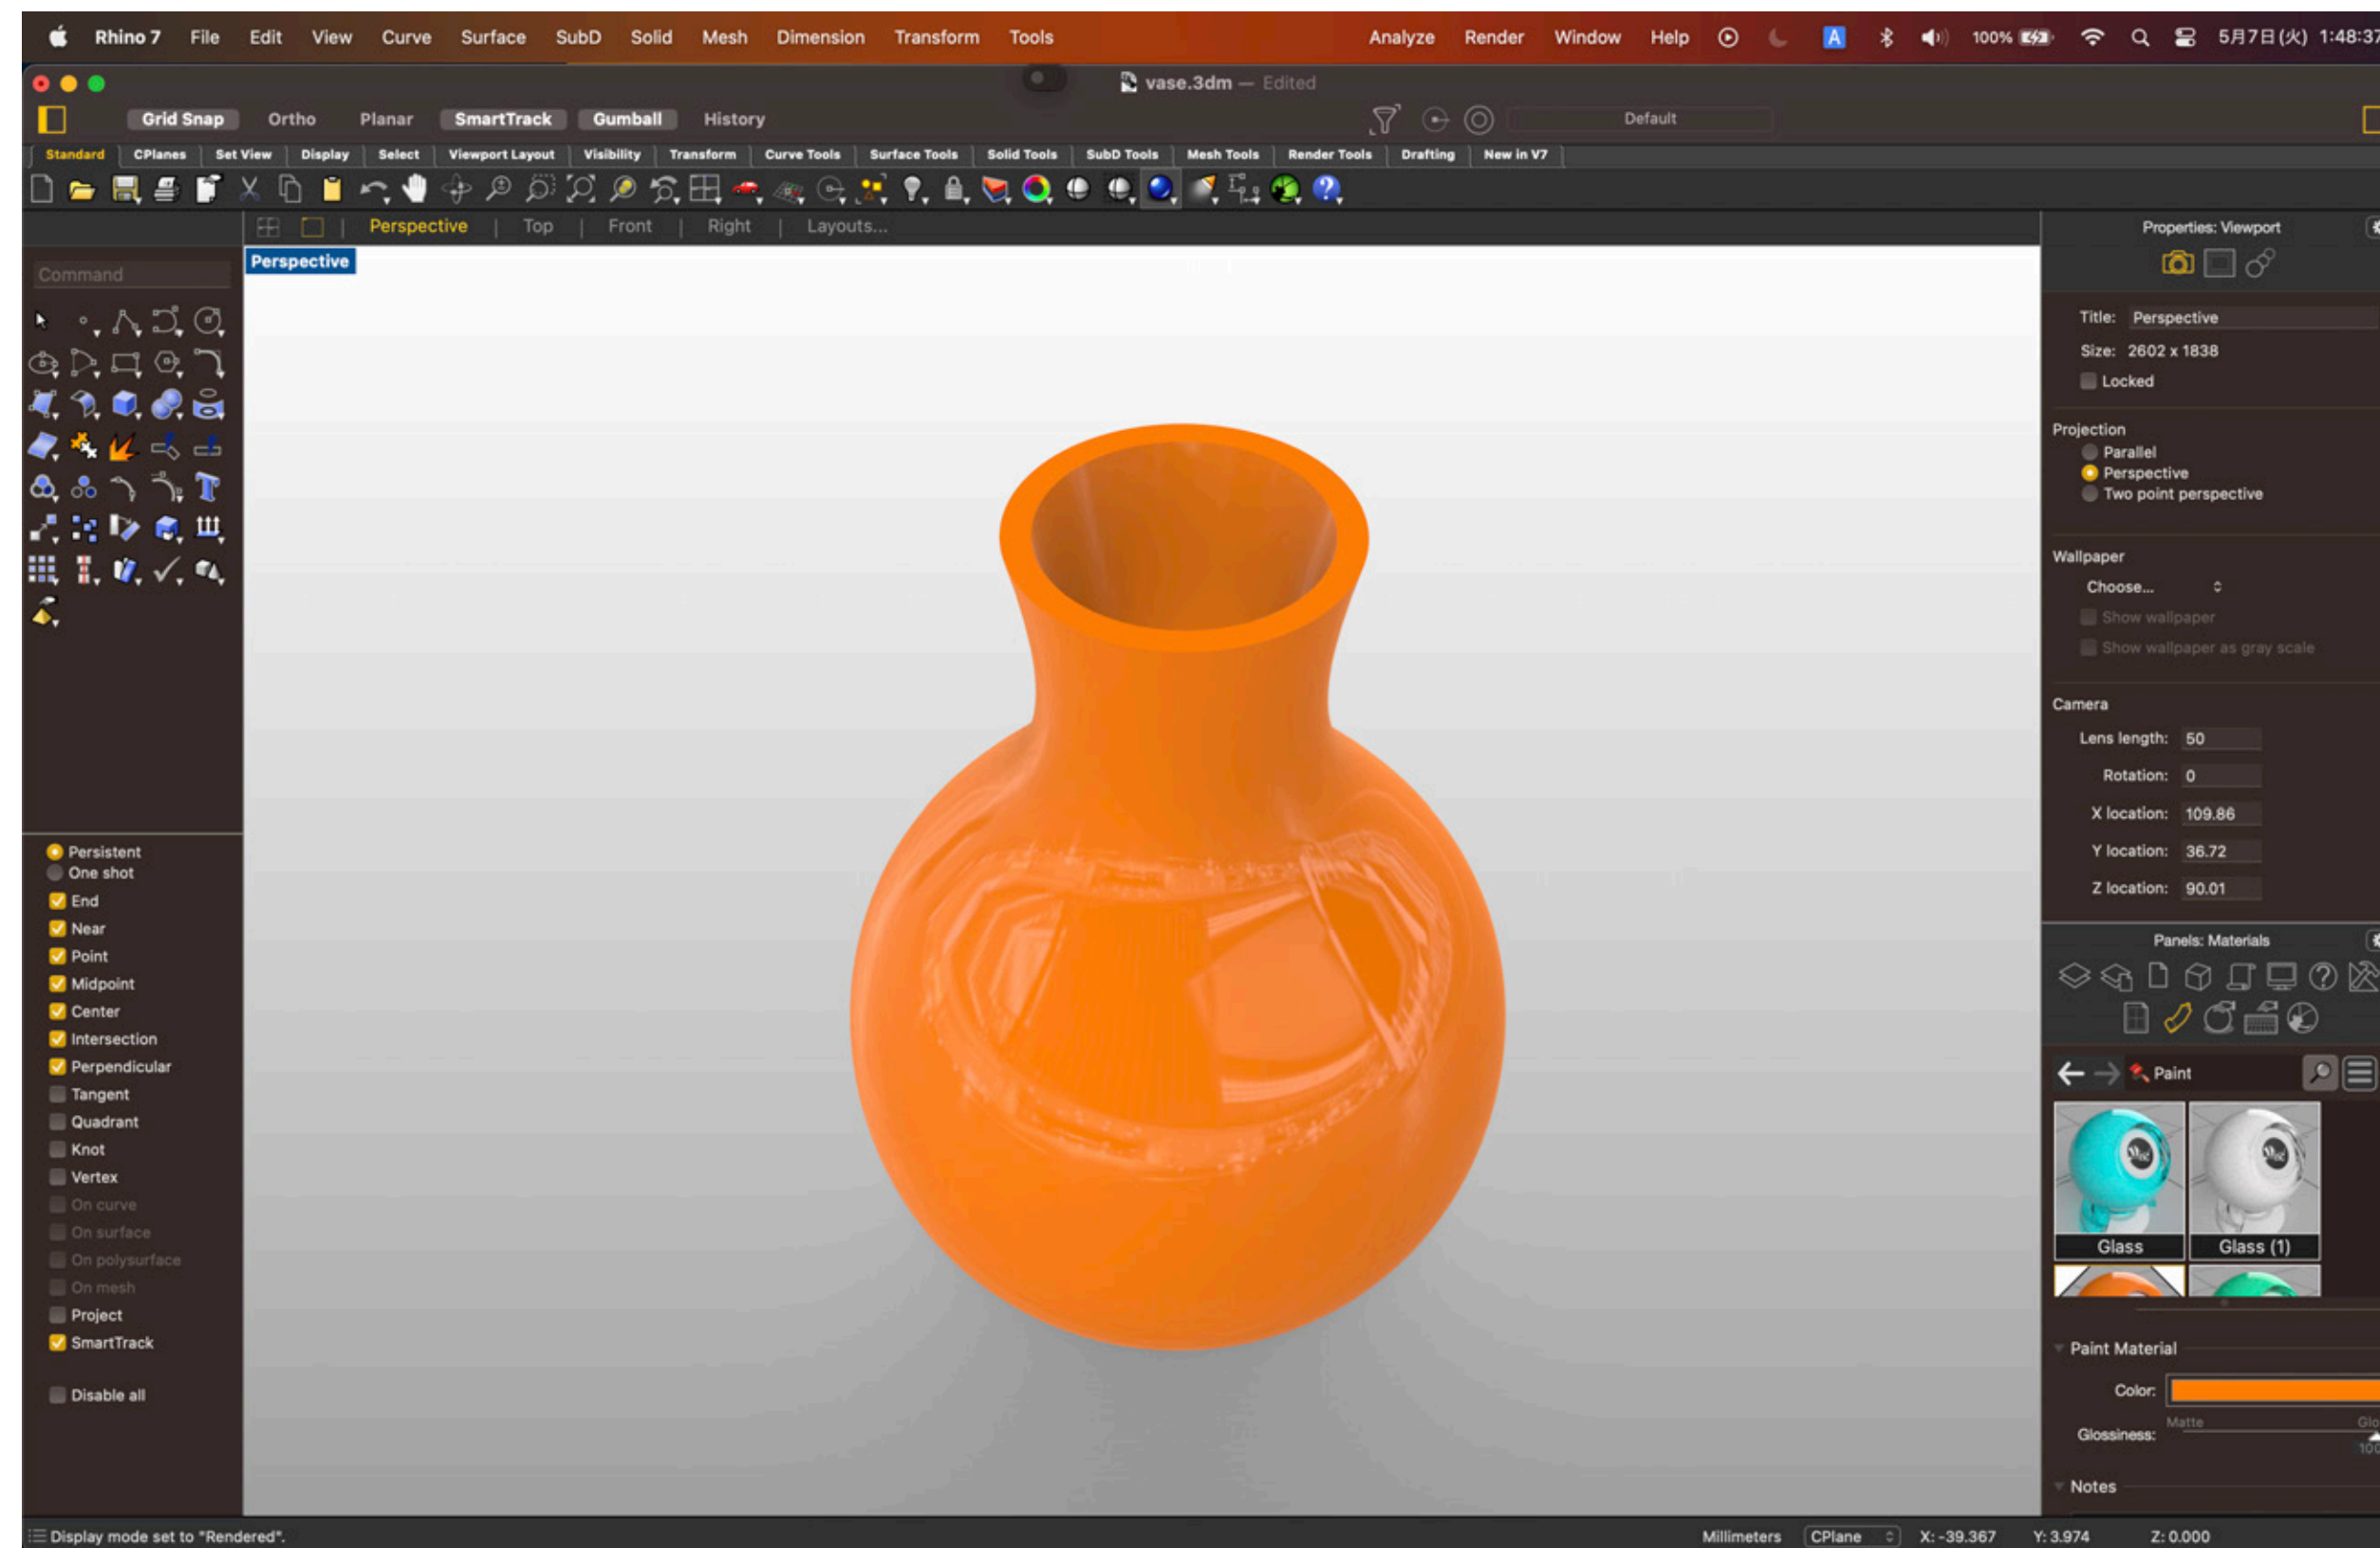 Rhino 7 File Edit View Curve Surface SubD Solid Mesh Dimension Transform Tools Analyze Render Window Help A 100% 5月7日(火) 1:48:37
vase.3dm — Edited
Grid Snap Ortho Planar SmartTrack Gumball History Default
Standard CPlanes Set View Display Select Viewport Layout Visibility Transform Curve Tools Surface Tools Solid Tools SubD Tools Mesh Tools Render Tools Drafting New in V7
Perspective | Top | Front | Right | Layouts...
Command
Perspective
Persistent
One shot
End
Near
Point
Midpoint
Center
Intersection
Perpendicular
Tangent
Quadrant
Knot
Vertex
On curve
On surface
On polysurface
On mesh
Project
SmartTrack
Disable all
Properties: Viewport
Title: Perspective
Size: 2602 x 1838
Locked
Projection
Parallel
Perspective
Two point perspective
Wallpaper
Choose...
Show wallpaper
Show wallpaper as gray scale
Camera
Lens length: 50
Rotation: 0
X location: 109.86
Y location: 36.72
Z location: 90.01
Panels: Materials
Paint
Glass Glass (1)
Paint Material
Color:
Matte
Glossiness:
Notes
Display mode set to "Rendered". Millimeters CPlane X: -39.367 Y: 3.974 Z: 0.000